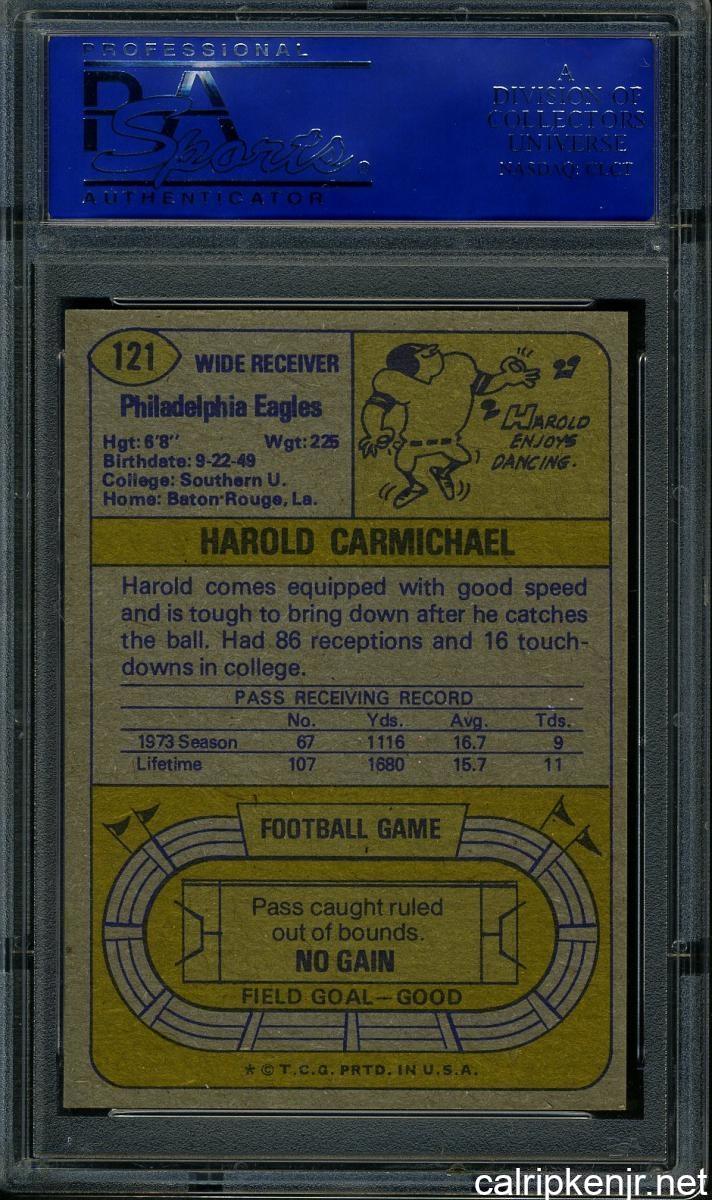 PROFESSIONAL
PSA
Sports
AUTHENTICATOR
A
DIVISION OF
COLLECTORS
UNIVERSE
NASDAQ: CLCT
121 WIDE RECEIVER
Philadelphia Eagles
Hgt: 6'8'' Wgt: 225
Birthdate: 9-22-49
College: Southern U.
Home: Baton Rouge, La.
HAROLD
ENJOYS
DANCING.
HAROLD CARMICHAEL
Harold comes equipped with good speed
and is tough to bring down after he catches
the ball. Had 86 receptions and 16 touch-
downs in college.
PASS RECEIVING RECORD
No. Yds. Avg. Tds.
1973 Season 67 1116 16.7 9
Lifetime 107 1680 15.7 11
FOOTBALL GAME
Pass caught ruled
out of bounds.
NO GAIN
FIELD GOAL—GOOD
* © T.C.G. PRTD. IN U.S.A.
calripkenjr.net